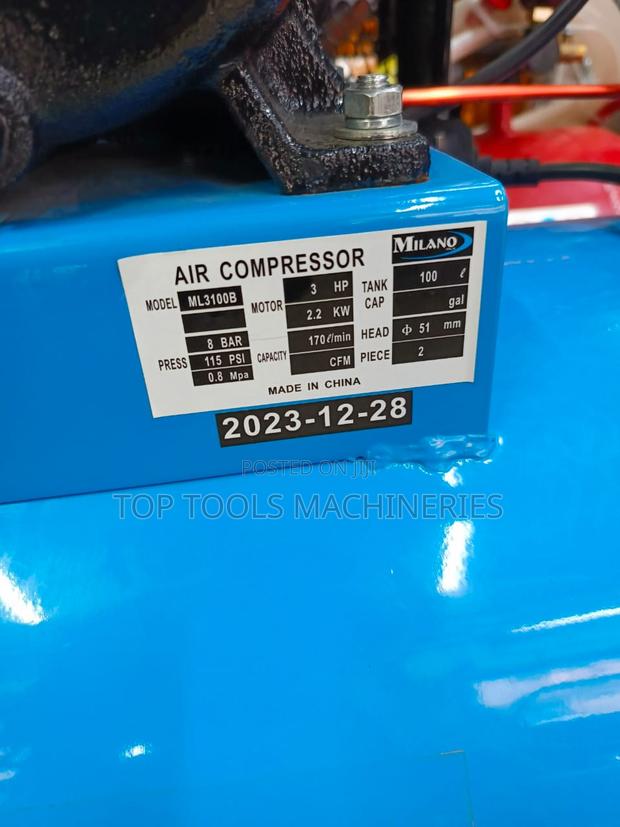 MILANO
AIR COMPRESSOR
MODEL ML3100B
MOTOR 3 HP
2.2 KW
TANK CAP 100 ℓ
gal
PRESS 8 BAR
115 PSI
0.8 Mpa
CAPACITY 170ℓ/min
CFM
HEAD Φ 51 mm
PIECE 2
MADE IN CHINA
2023-12-28
POSTED ON JIJI
TOP TOOLS MACHINERIES